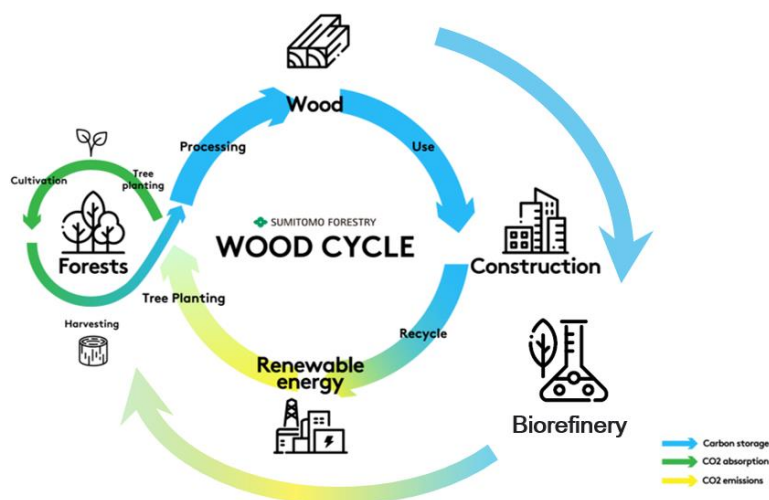 Wood
Processing
Use
Cultivation
Tree
planting
SUMITOMO FORESTRY
WOOD CYCLE
Forests
Construction
Tree Planting
Harvesting
Recycle
Renewable
energy
Biorefinery
Carbon storage
CO2 absorption
CO2 emissions